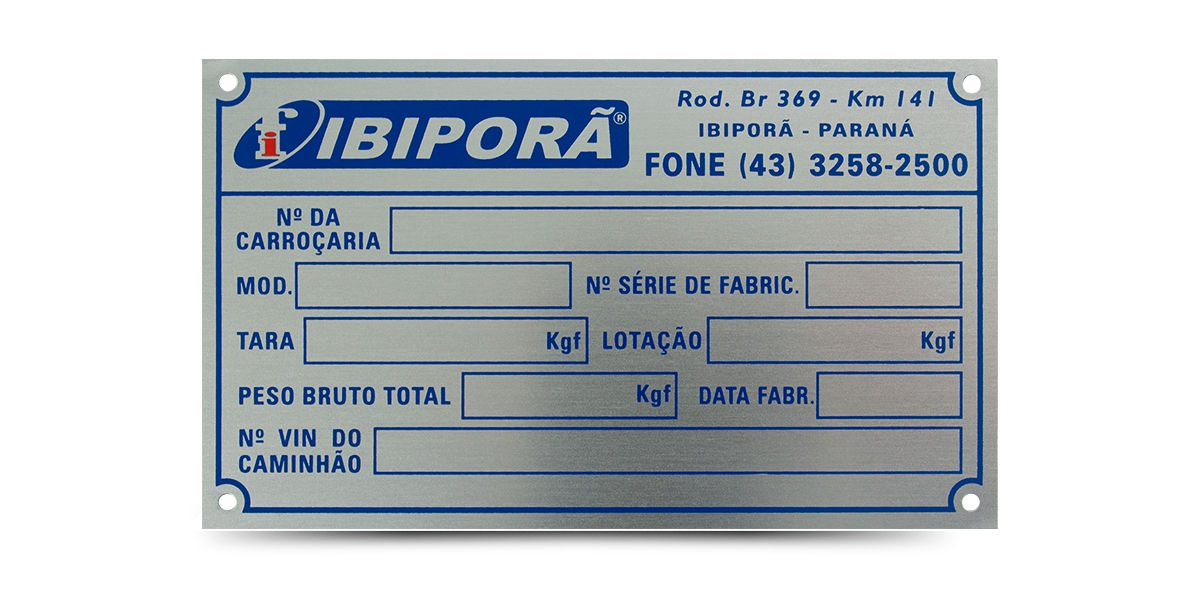 fi IBIPORÃ®
Rod. Br 369 - Km 141
IBIPORÃ - PARANÁ
FONE (43) 3258-2500
Nº DA
CARROÇARIA
MOD.
Nº SÉRIE DE FABRIC.
TARA Kgf
LOTAÇÃO Kgf
PESO BRUTO TOTAL Kgf
DATA FABR.
Nº VIN DO
CAMINHÃO